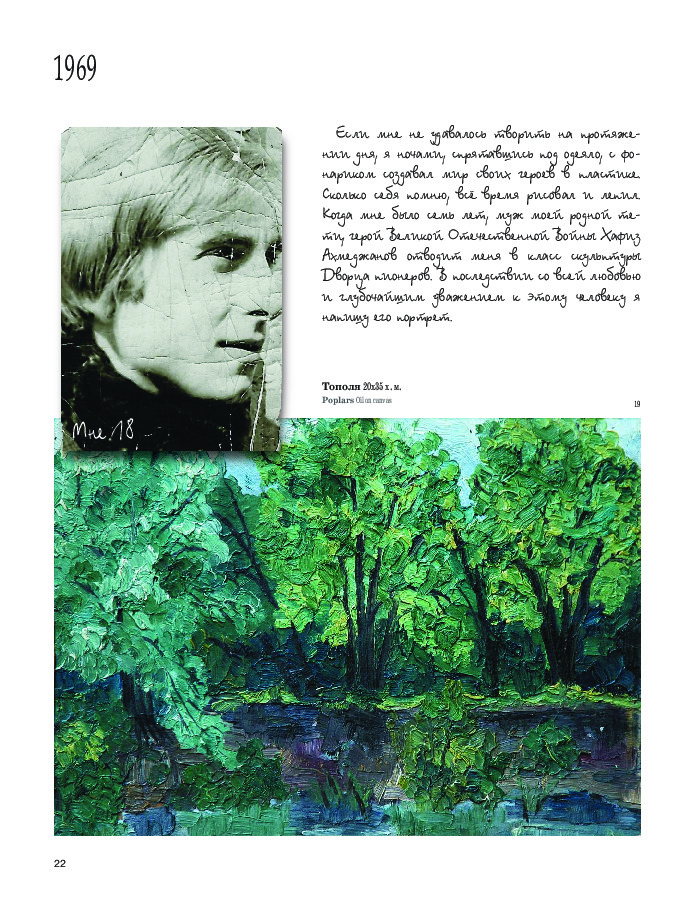 1969
Если мне не удавалось творить на протяже-
нии дня, я ночами, спрятавшись под одеяло, с фо-
нариком создавал мир своих героев в пластике.
Сколько себя помню, всё время рисовал и лепил.
Когда мне было семь лет, муж моей родной те-
ти, герой Великой Отечественной Войны Хафиз
Ахмеджанов отводит меня в класс скульптуры
Дворца пионеров. В последствии со всей любовью
и глубочайшим уважением к этому человеку я
напишу его портрет.
Тополя 20х35 х. м.
Poplars Oil on canvas
19
Мне 18
22